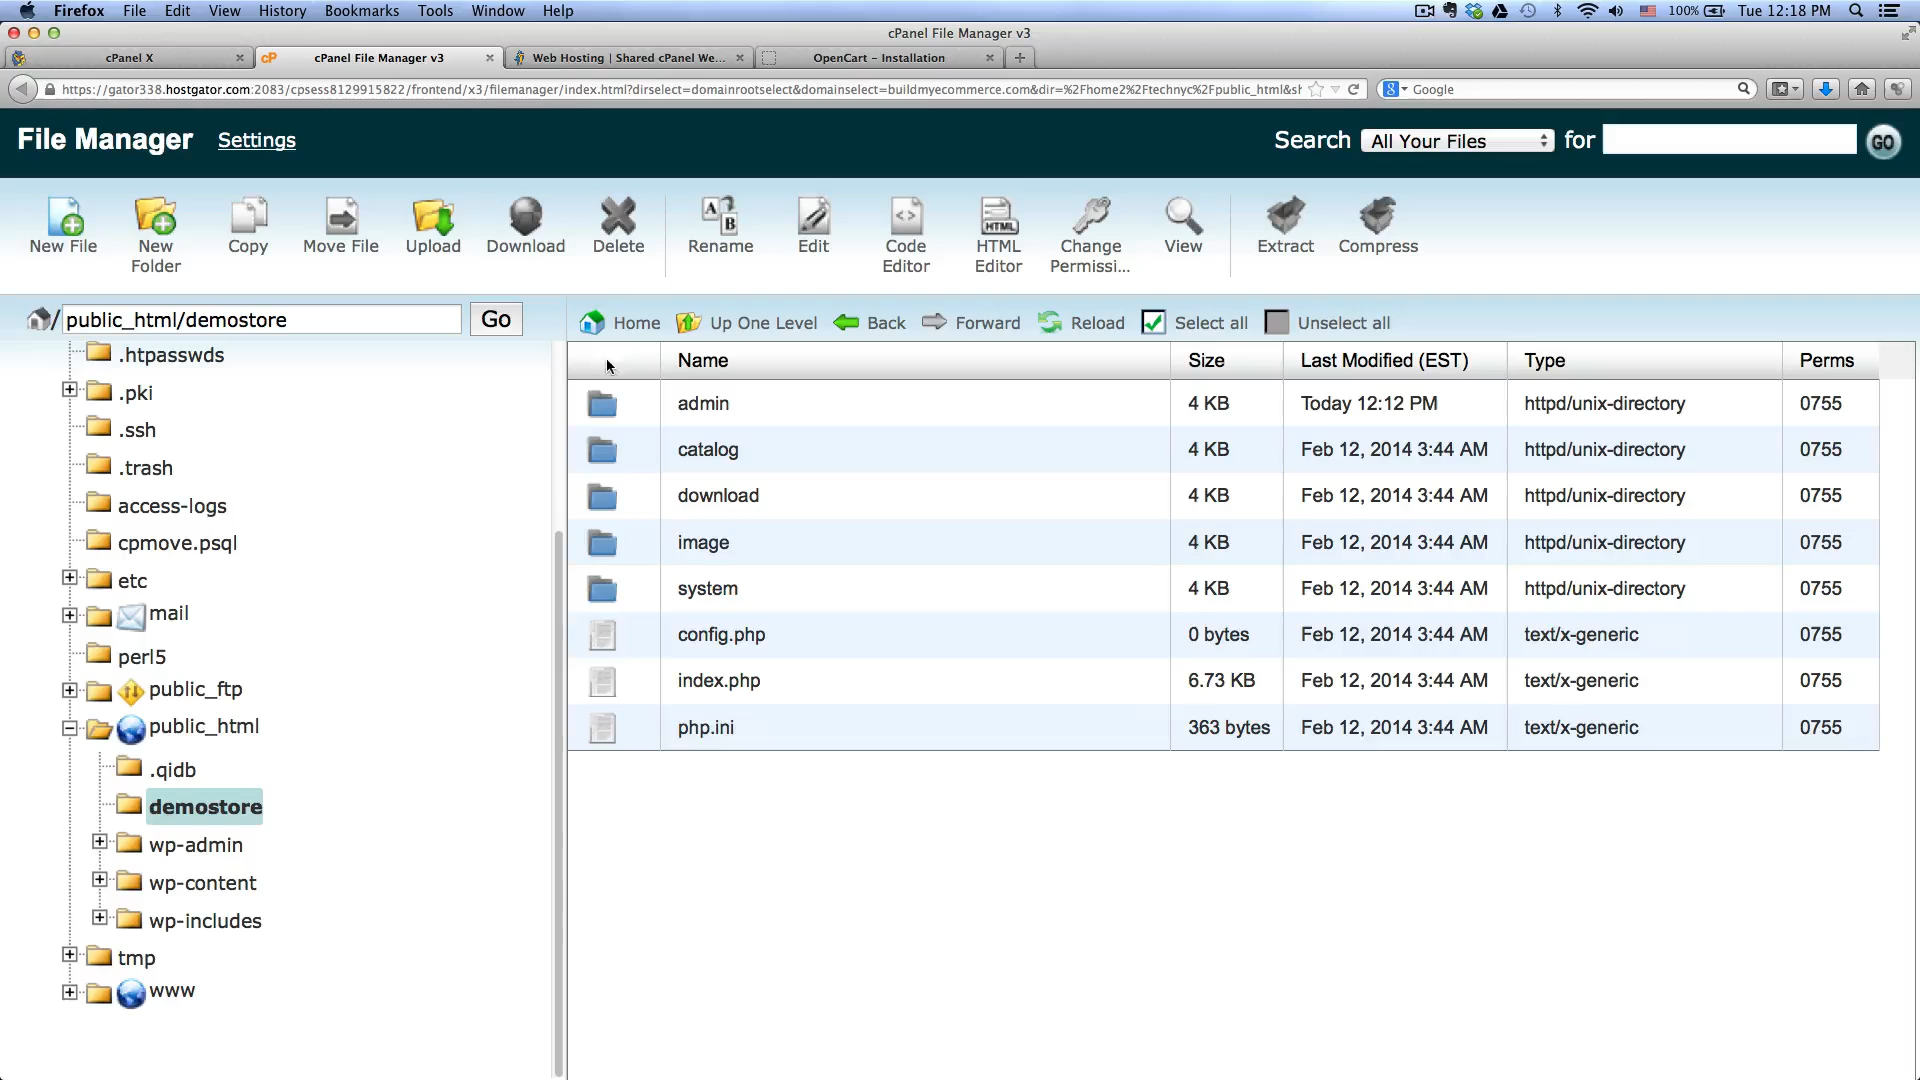 Firefox File Edit View History Bookmarks Tools Window Help 100% Tue 12:18 PM
cPanel File Manager v3
cPanel X cP cPanel File Manager v3 Web Hosting | Shared cPanel We... OpenCart - Installation
https://gator338.hostgator.com:2083/cpsess8129915822/frontend/x3/filemanager/index.html?dirselect=domainrootselect&domainselect=buildmyecommerce.com&dir=%2Fhome2%2Ftechnyc%2Fpublic_html&sh Google
File Manager Settings Search All Your Files for GO
New File New Folder Copy Move File Upload Download Delete Rename Edit Code Editor HTML Editor Change Permissi... View Extract Compress
/ public_html/demostore Go Home Up One Level Back Forward Reload Select all Unselect all
.htpasswds
.pki
.ssh
.trash
access-logs
cpmove.psql
etc
mail
perl5
public_ftp
public_html
.qidb
demostore
wp-admin
wp-content
wp-includes
tmp
www
Name Size Last Modified (EST) Type Perms
admin 4 KB Today 12:12 PM httpd/unix-directory 0755
catalog 4 KB Feb 12, 2014 3:44 AM httpd/unix-directory 0755
download 4 KB Feb 12, 2014 3:44 AM httpd/unix-directory 0755
image 4 KB Feb 12, 2014 3:44 AM httpd/unix-directory 0755
system 4 KB Feb 12, 2014 3:44 AM httpd/unix-directory 0755
config.php 0 bytes Feb 12, 2014 3:44 AM text/x-generic 0755
index.php 6.73 KB Feb 12, 2014 3:44 AM text/x-generic 0755
php.ini 363 bytes Feb 12, 2014 3:44 AM text/x-generic 0755